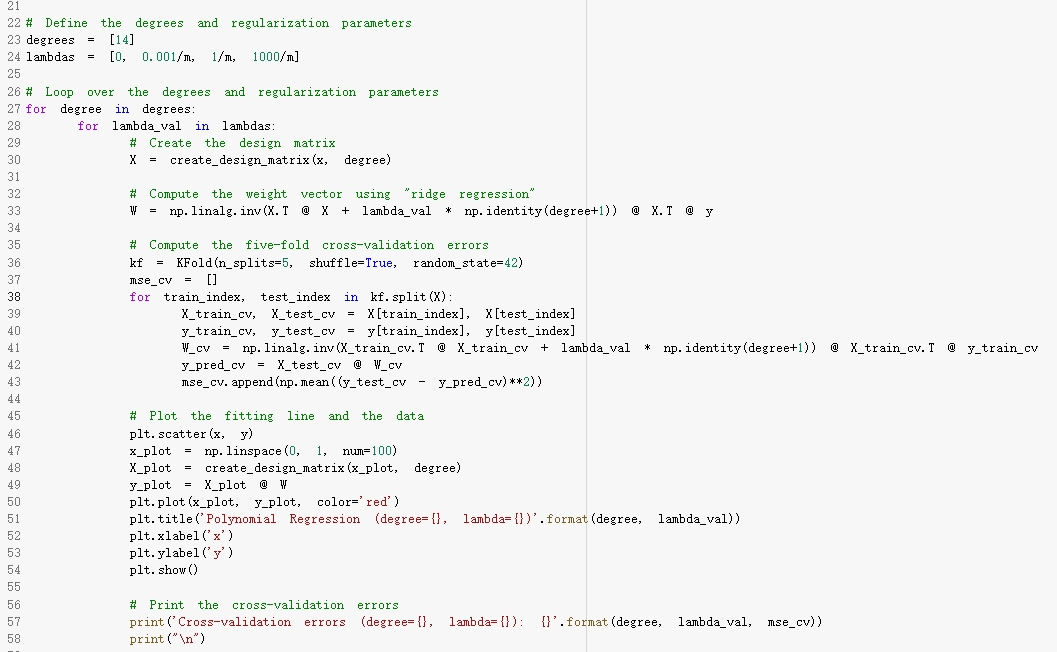 21
22 # Define the degrees and regularization parameters
23 degrees = [14]
24 lambdas = [0, 0.001/m, 1/m, 1000/m]
25
26 # Loop over the degrees and regularization parameters
27 for degree in degrees:
28     for lambda_val in lambdas:
29         # Create the design matrix
30         X = create_design_matrix(x, degree)
31
32         # Compute the weight vector using "ridge regression"
33         W = np.linalg.inv(X.T @ X + lambda_val * np.identity(degree+1)) @ X.T @ y
34
35         # Compute the five-fold cross-validation errors
36         kf = KFold(n_splits=5, shuffle=True, random_state=42)
37         mse_cv = []
38         for train_index, test_index in kf.split(X):
39             X_train_cv, X_test_cv = X[train_index], X[test_index]
40             y_train_cv, y_test_cv = y[train_index], y[test_index]
41             W_cv = np.linalg.inv(X_train_cv.T @ X_train_cv + lambda_val * np.identity(degree+1)) @ X_train_cv.T @ y_train_cv
42             y_pred_cv = X_test_cv @ W_cv
43             mse_cv.append(np.mean((y_test_cv - y_pred_cv)**2))
44
45         # Plot the fitting line and the data
46         plt.scatter(x, y)
47         x_plot = np.linspace(0, 1, num=100)
48         X_plot = create_design_matrix(x_plot, degree)
49         y_plot = X_plot @ W
50         plt.plot(x_plot, y_plot, color='red')
51         plt.title('Polynomial Regression (degree={}, lambda={})'.format(degree, lambda_val))
52         plt.xlabel('x')
53         plt.ylabel('y')
54         plt.show()
55
56         # Print the cross-validation errors
57         print('Cross-validation errors (degree={}, lambda={}): {}'.format(degree, lambda_val, mse_cv))
58         print("\n")